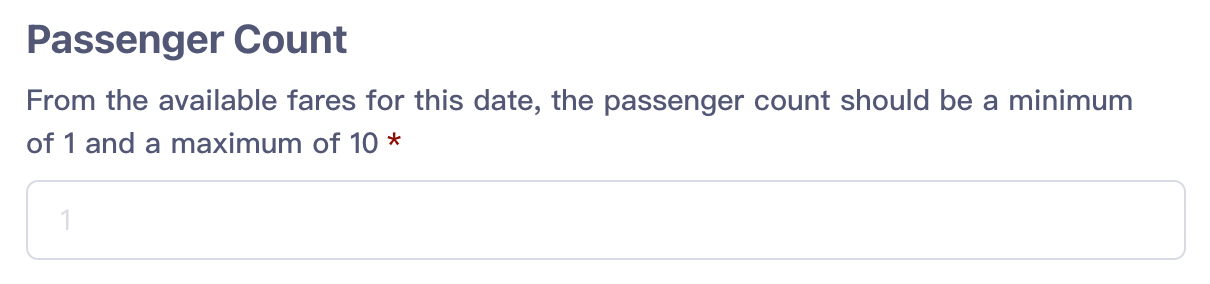 Passenger Count
From the available fares for this date, the passenger count should be a minimum
of 1 and a maximum of 10 *
1